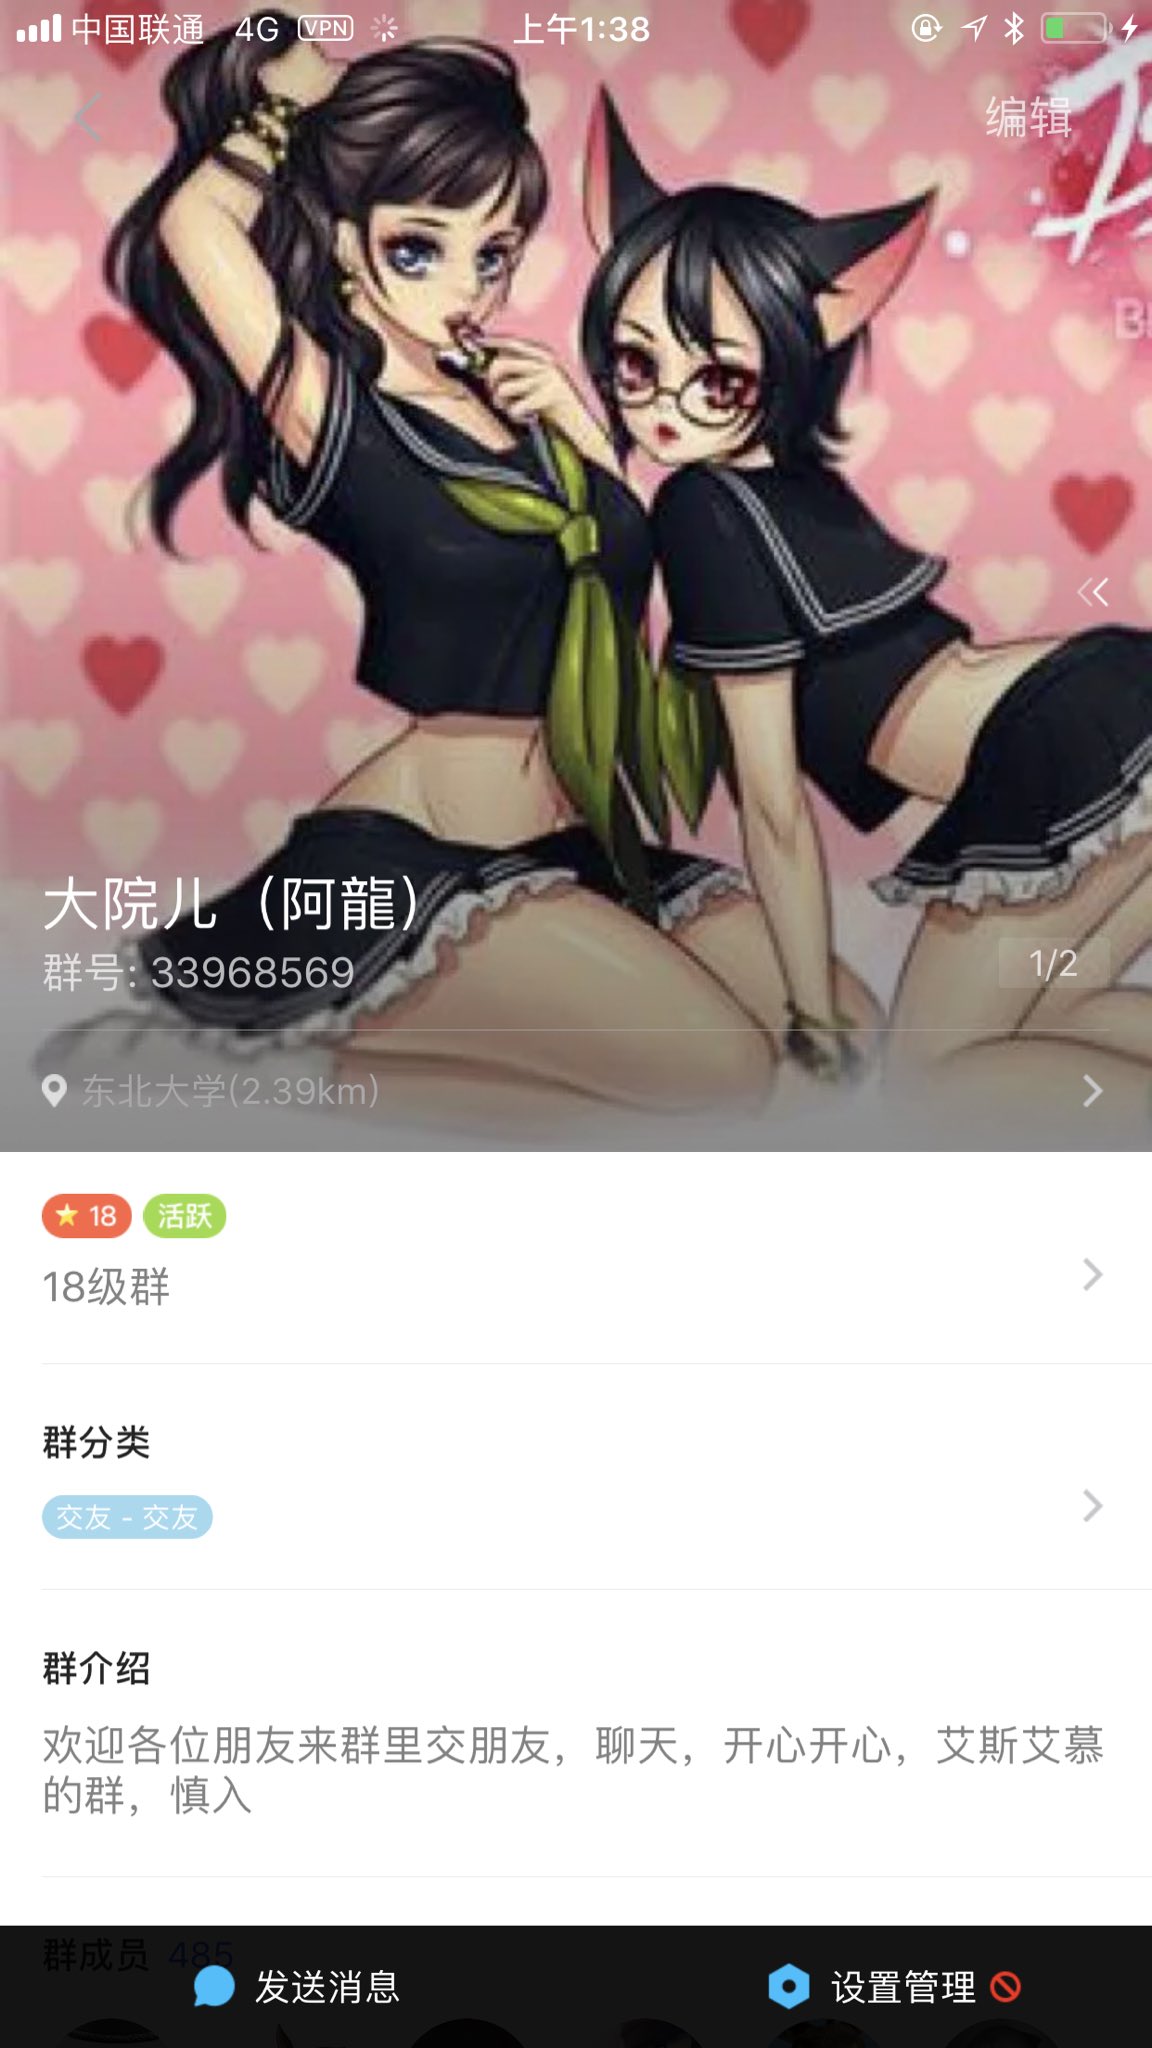 中国联通 4G VPN 上午1:38
编辑
B
大院儿（阿龍）
群号: 33968569
1/2
东北大学(2.39km)
18 活跃
18级群
群分类
交友 - 交友
群介绍
欢迎各位朋友来群里交朋友，聊天，开心开心，艾斯艾慕
的群，慎入
群成员 485
发送消息 设置管理